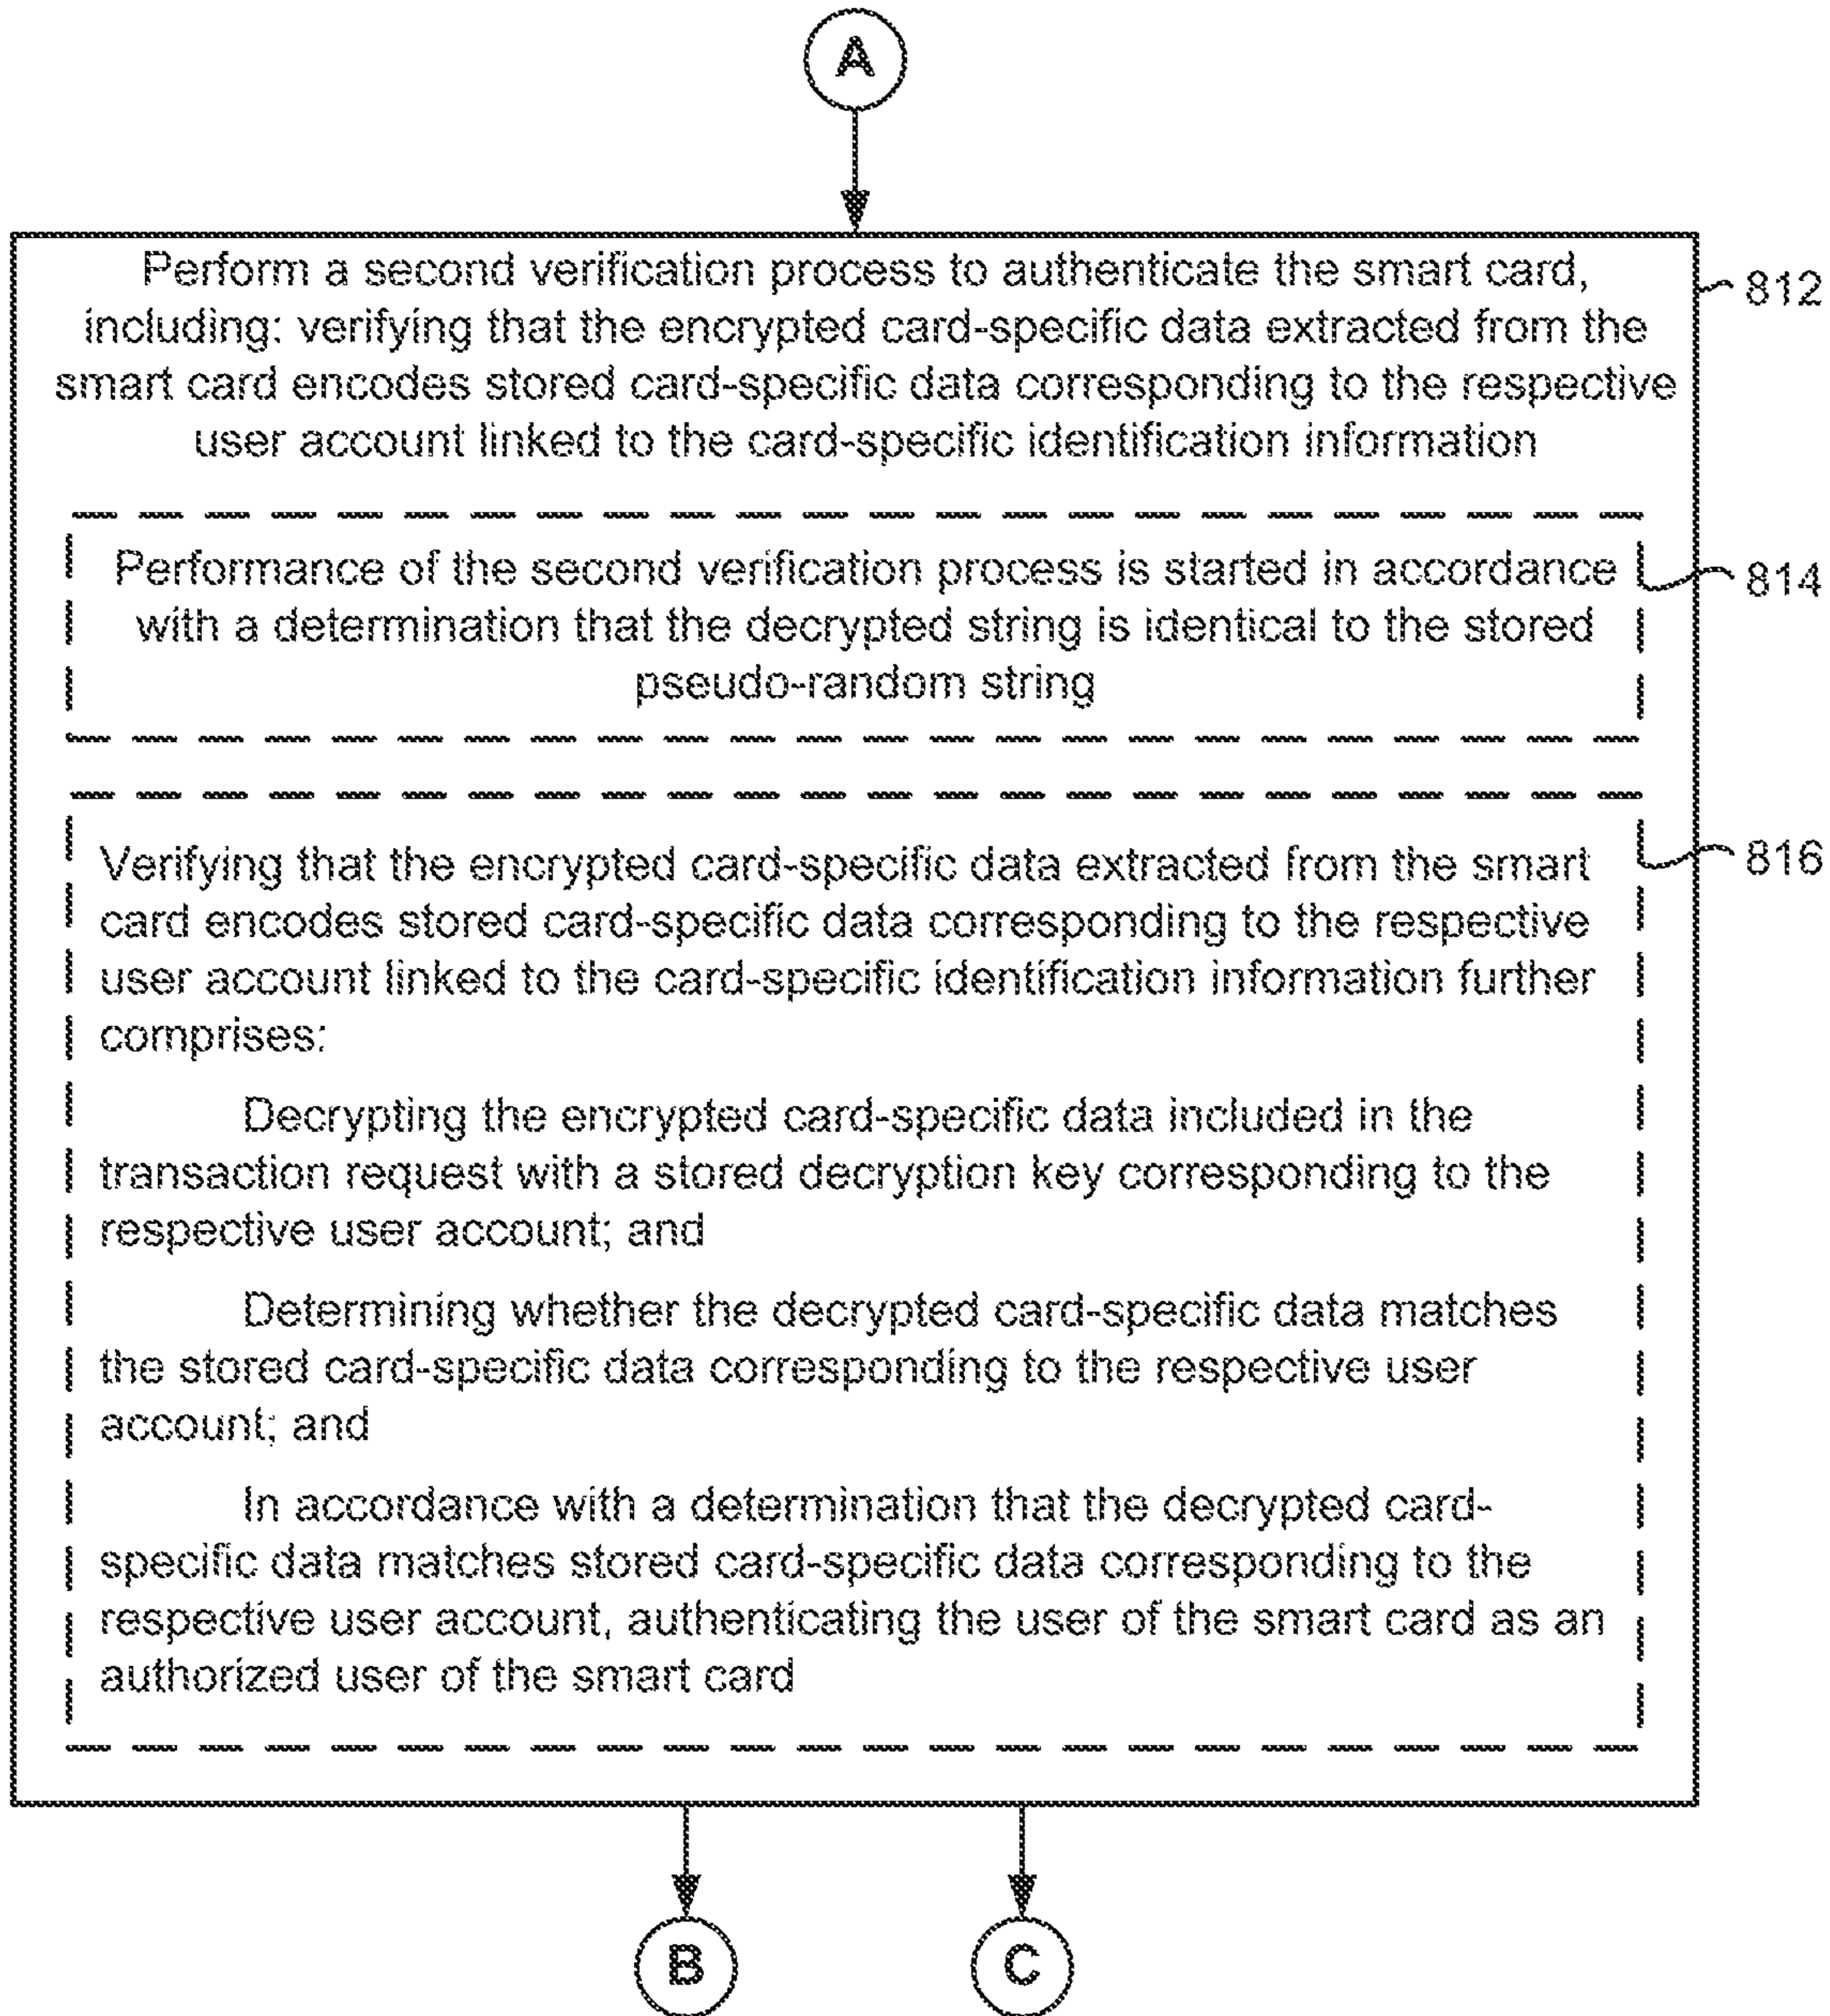 A
Perform a second verification process to authenticate the smart card,
including: verifying that the encrypted card-specific data extracted from the
smart card encodes stored card-specific data corresponding to the respective
user account linked to the card-specific identification information
812
Performance of the second verification process is started in accordance
with a determination that the decrypted string is identical to the stored
pseudo-random string
814
Verifying that the encrypted card-specific data extracted from the smart
card encodes stored card-specific data corresponding to the respective
user account linked to the card-specific identification information further
comprises:
816
Decrypting the encrypted card-specific data included in the
transaction request with a stored decryption key corresponding to the
respective user account; and
Determining whether the decrypted card-specific data matches
the stored card-specific data corresponding to the respective user
account; and
In accordance with a determination that the decrypted card-
specific data matches stored card-specific data corresponding to the
respective user account, authenticating the user of the smart card as an
authorized user of the smart card
B
C